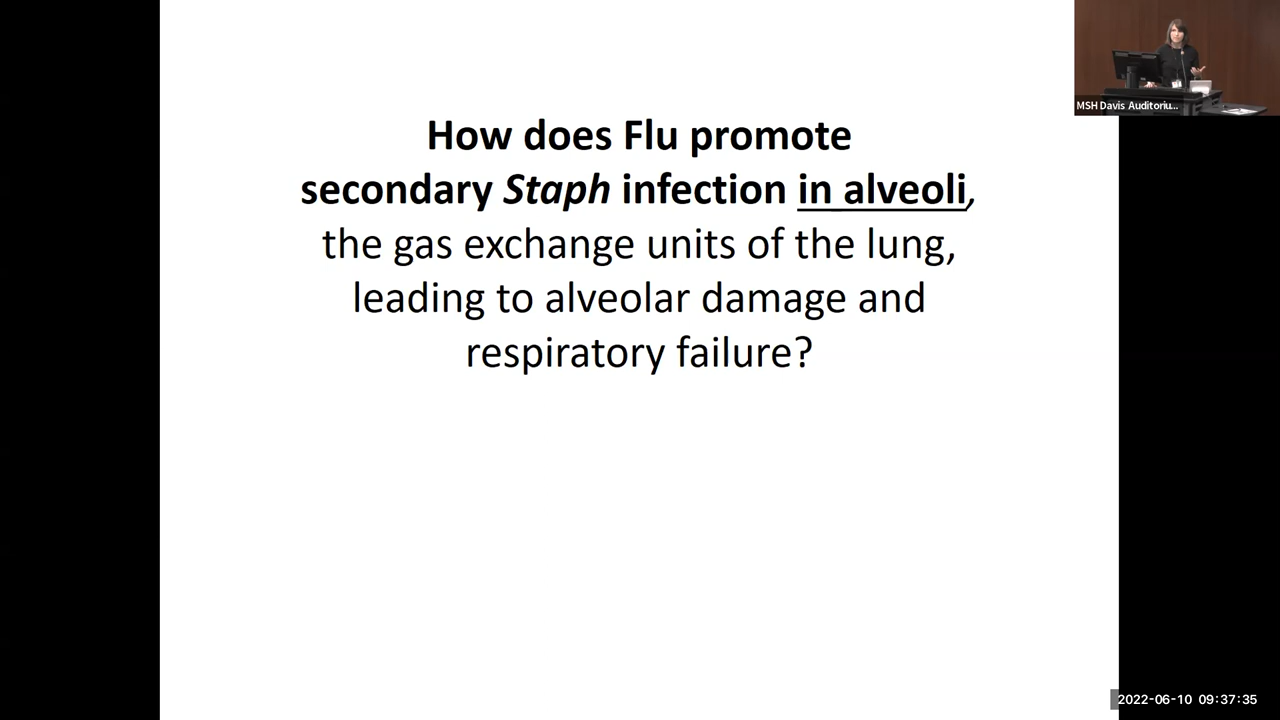 MSH Davis Auditoriu...
How does Flu promote
secondary Staph infection in alveoli,
the gas exchange units of the lung,
leading to alveolar damage and
respiratory failure?
2022-06-10 09:37:35